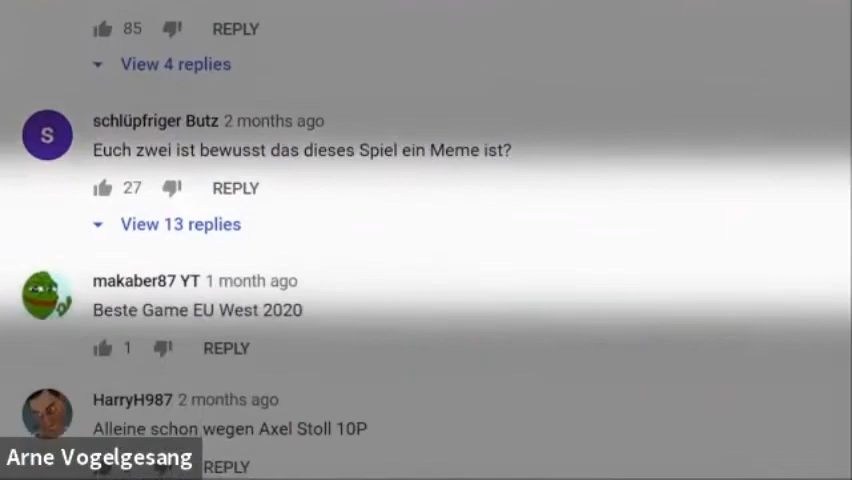 85 REPLY
View 4 replies
S
schlüpfriger Butz 2 months ago
Euch zwei ist bewusst das dieses Spiel ein Meme ist?
27 REPLY
View 13 replies
makaber87 YT 1 month ago
Beste Game EU West 2020
1 REPLY
HarryH987 2 months ago
Alleine schon wegen Axel Stoll 10P
Arne Vogelgesang
REPLY